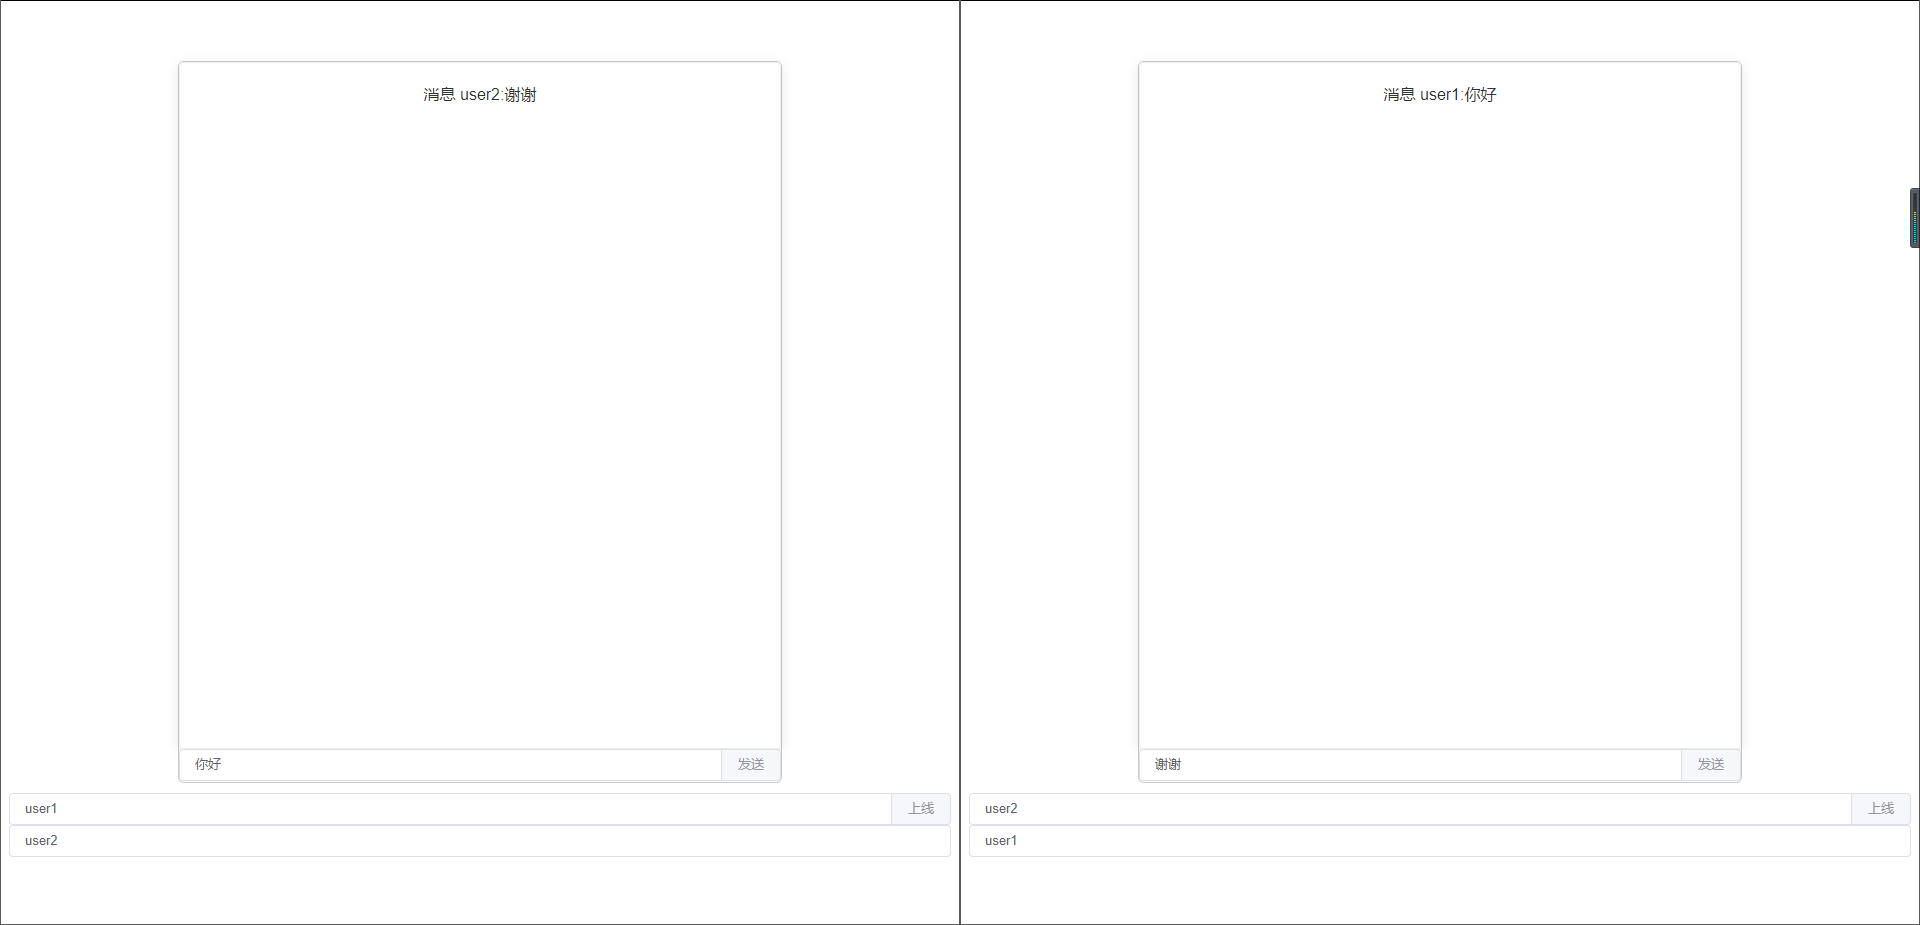 消息 user2:谢谢
你好
发送
user1
上线
user2
消息 user1:你好
谢谢
发送
user2
上线
user1